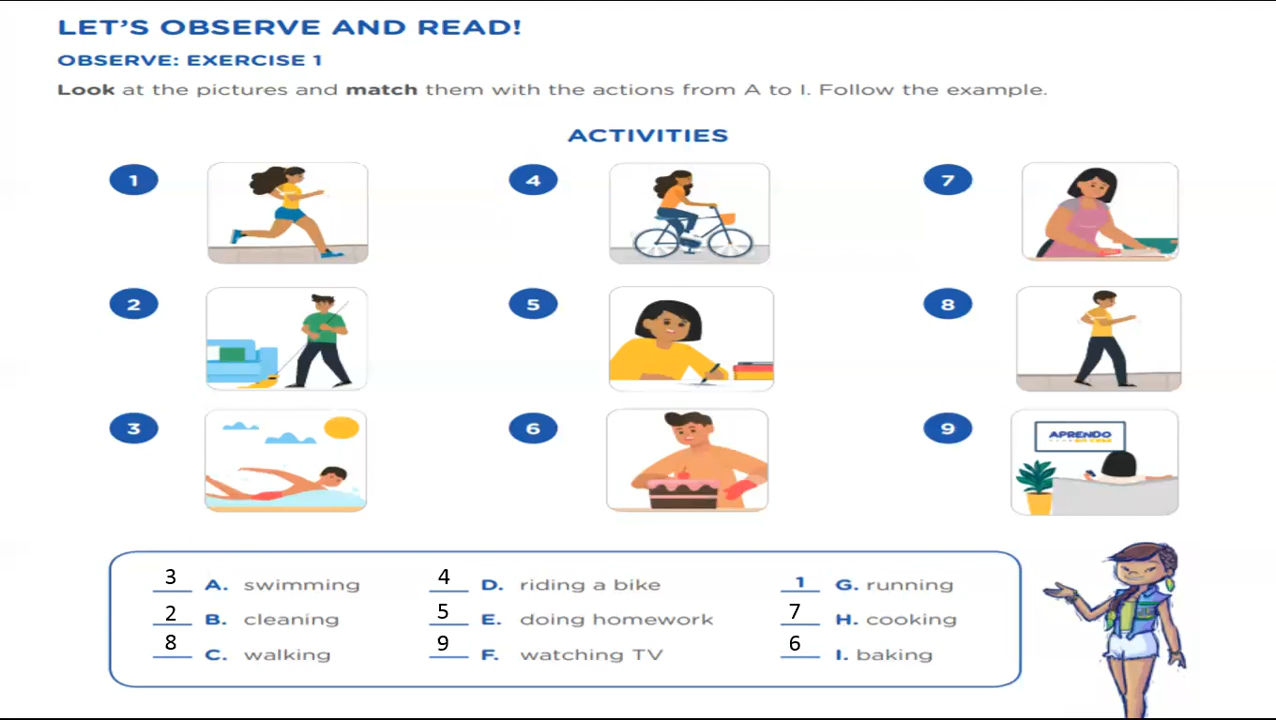 LET'S OBSERVE AND READ!
OBSERVE: EXERCISE 1
Look at the pictures and match them with the actions from A to I. Follow the example.
ACTIVITIES
1
4
7
2
5
8
3
6
9
APRENDO
3 A. swimming
4 D. riding a bike
1 G. running
2 B. cleaning
5 E. doing homework
7 H. cooking
8 C. walking
9 F. watching TV
6 I. baking